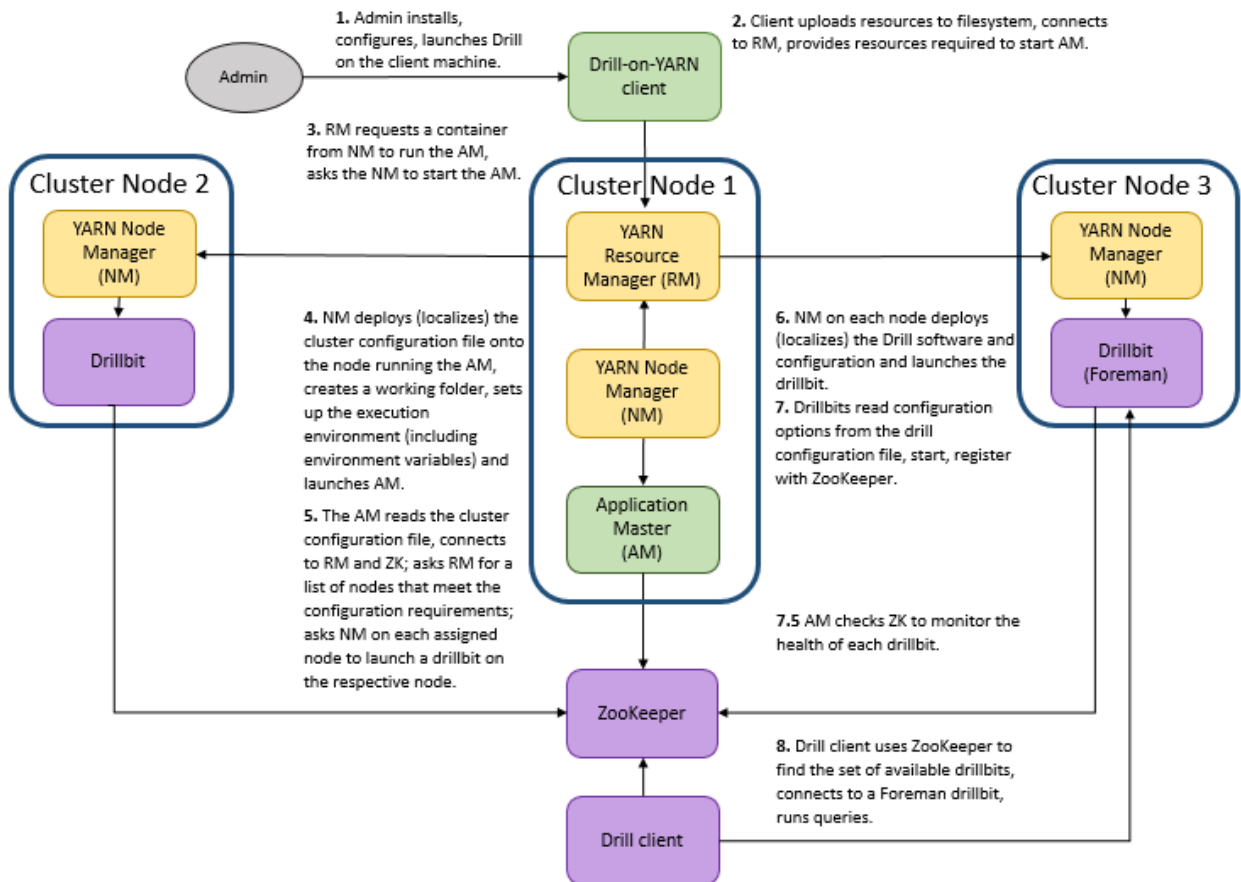 1. Admin installs,
configures, launches Drill
on the client machine.
2. Client uploads resources to filesystem, connects
to RM, provides resources required to start AM.
Admin
Drill-on-YARN
client
3. RM requests a container
from NM to run the AM,
asks the NM to start the AM.
Cluster Node 2
Cluster Node 1
Cluster Node 3
YARN Node
Manager
(NM)
YARN
Resource
Manager (RM)
YARN Node
Manager
(NM)
Drillbit
4. NM deploys (localizes) the
cluster configuration file onto
the node running the AM,
creates a working folder, sets
up the execution
environment (including
environment variables) and
launches AM.
YARN Node
Manager
(NM)
6. NM on each node deploys
(localizes) the Drill software and
configuration and launches the
drillbit.
7. Drillbits read configuration
options from the drill
configuration file, start, register
with ZooKeeper.
Drillbit
(Foreman)
5. The AM reads the cluster
configuration file, connects
to RM and ZK; asks RM for a
list of nodes that meet the
configuration requirements;
asks NM on each assigned
node to launch a drillbit on
the respective node.
Application
Master
(AM)
7.5 AM checks ZK to monitor the
health of each drillbit.
ZooKeeper
8. Drill client uses ZooKeeper to
find the set of available drillbits,
connects to a Foreman drillbit,
runs queries.
Drill client